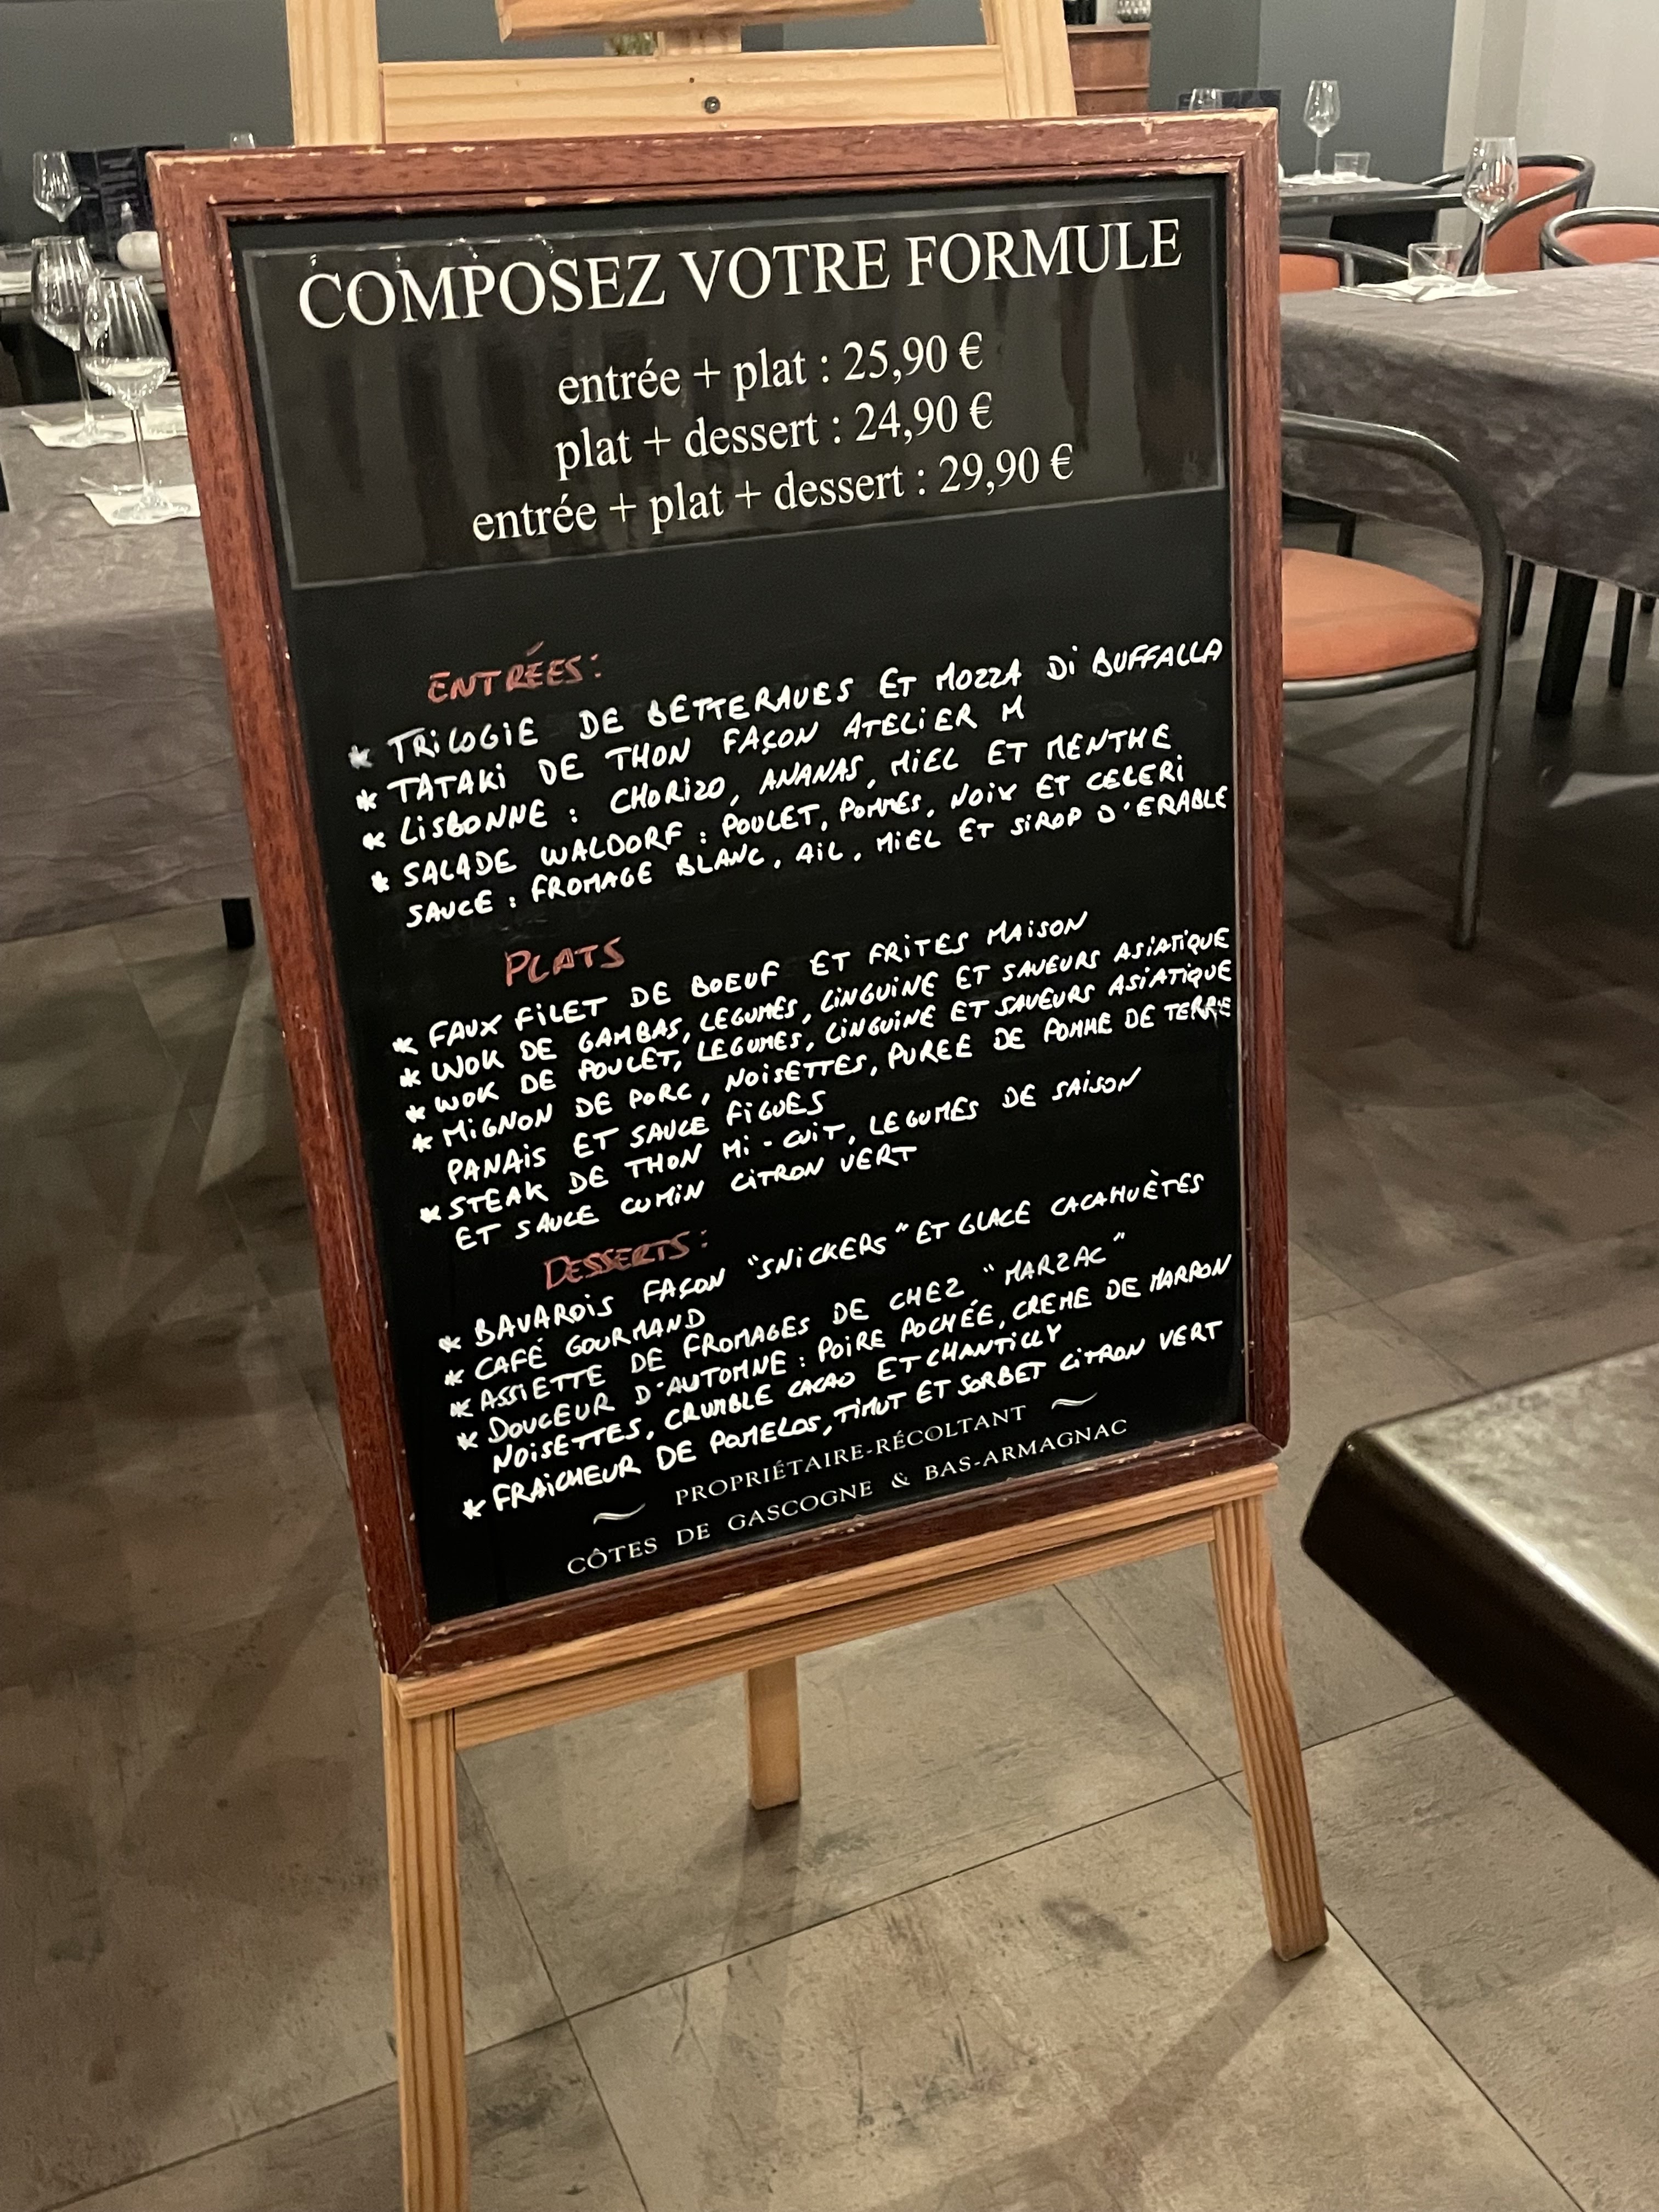 COMPOSEZ VOTRE FORMULE
entrée + plat : 25,90 €
plat + dessert : 24,90 €
entrée + plat + dessert : 29,90 €
ENTRÉES :
* TRILOGIE DE BETTERAVES ET MOZZA DI BUFFALLA
* TATAKI DE THON FAÇON ATELIER M
* LISBONNE : CHORIZO, ANANAS, MIEL ET MENTHE
* SALADE WALDORF : POULET, POMMES, NOIX ET CELERI
SAUCE : FROMAGE BLANC, AIL, MIEL ET SIROP D'ERABLE
PLATS
* FAUX FILET DE BOEUF ET FRITES MAISON
* WOK DE GAMBAS, LEGUMES, LINGUINE ET SAVEURS ASIATIQUE
* WOK DE POULET, LEGUMES, LINGUINE ET SAVEURS ASIATIQUE
* MIGNON DE PORC, NOISETTES, PUREE DE POMME DE TERRE
PANAIS ET SAUCE FIGUES
* STEAK DE THON MI-CUIT, LEGUMES DE SAISON
ET SAUCE CUMIN CITRON VERT
DESSERTS :
* BAVAROIS FAÇON "SNICKERS" ET GLACE CACAHUÈTES
* CAFÉ GOURMAND
* ASSIETTE DE FROMAGES DE CHEZ "MARZAC"
* DOUCEUR D'AUTOMNE : POIRE POCHÉE, CREME DE MARRON
NOISETTES, CRUMBLE CACAO ET CHANTILLY
* FRAICHEUR DE POMELOS, TIMUT ET SORBET CITRON VERT
PROPRIÉTAIRE-RÉCOLTANT
CÔTES DE GASCOGNE & BAS-ARMAGNAC